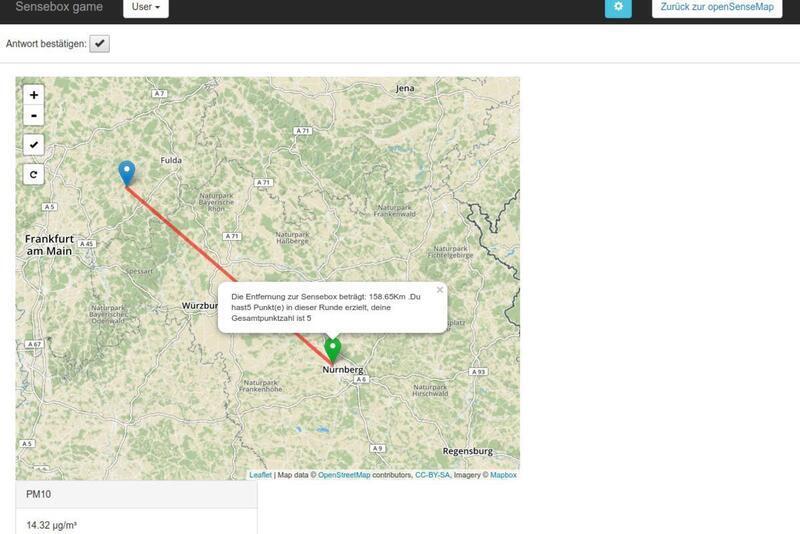 Sensebox game
User
Zurück zur openSenseMap
Antwort bestätigen:
+
-
A 7
Jena
A 71
Fulda
Naturpark
Bayerische
Rhön
A 71
A 5
Naturpark
Frankenwald
Frankfurt
am Main
A 45
A 71
Naturpark
Haßberge
Naturpark
Fichtelgebirge
Spessart
Würzbur
Naturpark
Bayerischer
Odenwald
Die Entfernung zur Sensebox beträgt: 158.65Km .Du
hast5 Punkt(e) in dieser Runde erzielt, deine
Gesamtpunktzahl ist 5
×
platz
A 67
Nürnberg
A 6
A 93
Naturpark
Frankenhöhe
Naturpark
Hirschwald
A 5
A 9
Regensburg
Leaflet | Map data © OpenStreetMap contributors, CC-BY-SA, Imagery © Mapbox
PM10
14.32 µg/m³